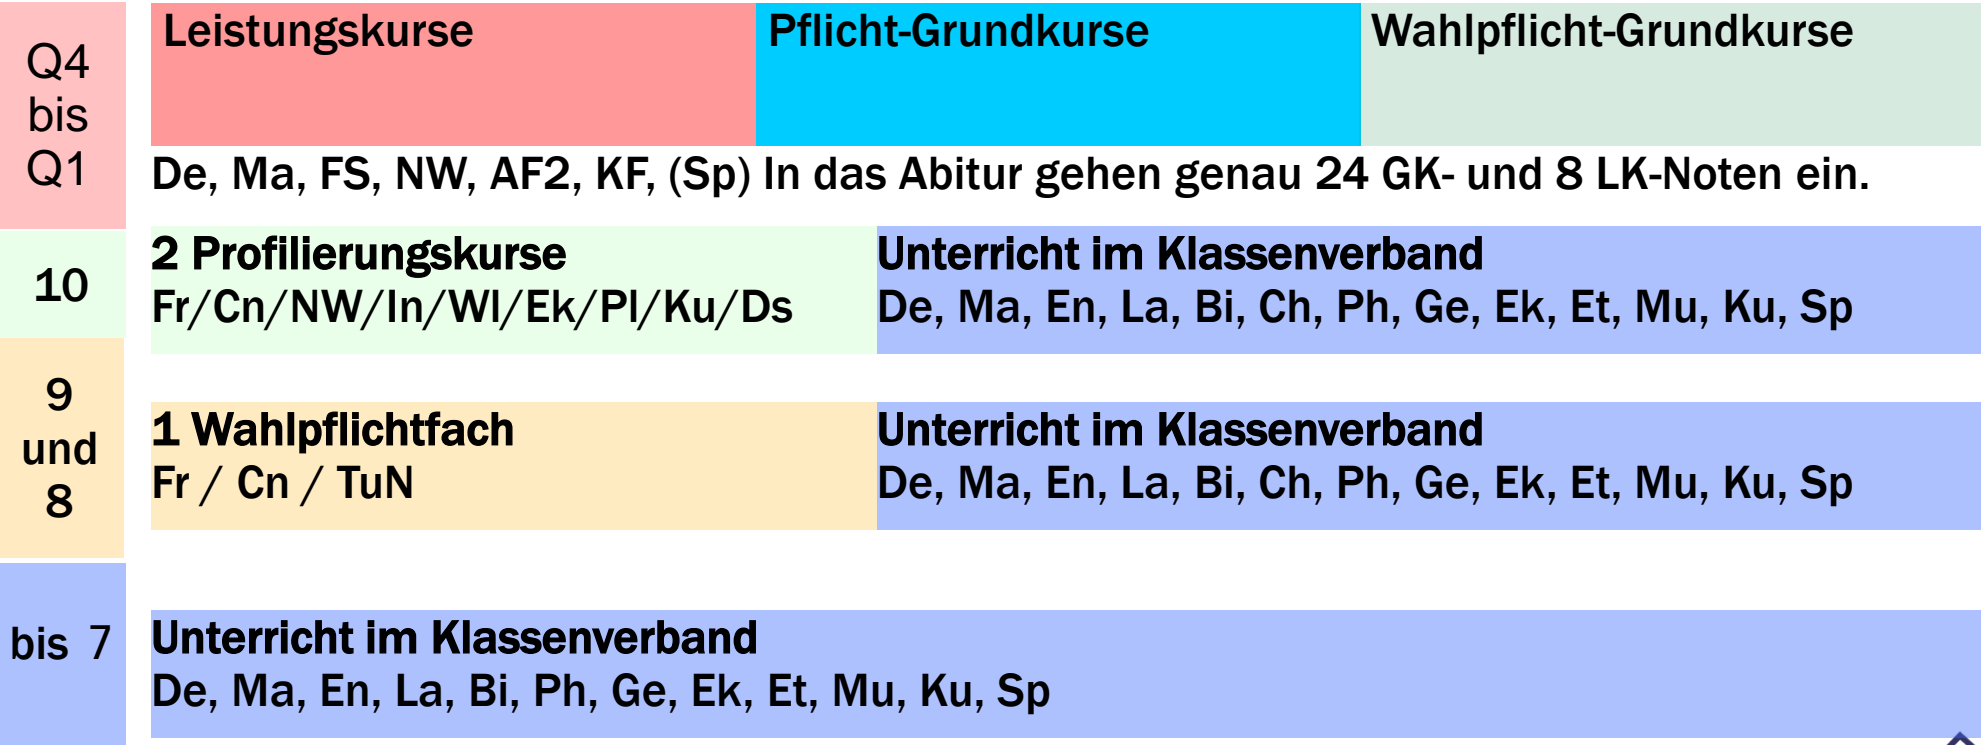 Q4
bis
Q1
Leistungskurse
Pflicht-Grundkurse
Wahlpflicht-Grundkurse
De, Ma, FS, NW, AF2, KF, (Sp) In das Abitur gehen genau 24 GK- und 8 LK-Noten ein.
10
2 Profilierungskurse
Fr/Cn/NW/In/WI/Ek/Pl/Ku/Ds
Unterricht im Klassenverband
De, Ma, En, La, Bi, Ch, Ph, Ge, Ek, Et, Mu, Ku, Sp
9
und
8
1 Wahlpflichtfach
Fr / Cn / TuN
Unterricht im Klassenverband
De, Ma, En, La, Bi, Ch, Ph, Ge, Ek, Et, Mu, Ku, Sp
bis 7
Unterricht im Klassenverband
De, Ma, En, La, Bi, Ph, Ge, Ek, Et, Mu, Ku, Sp